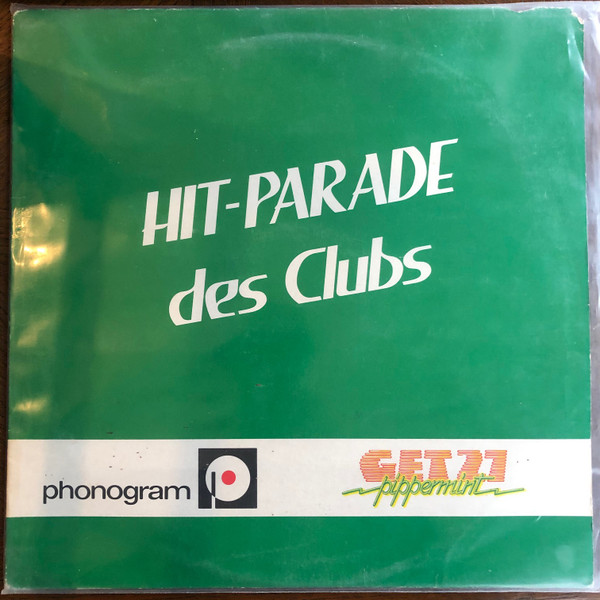 HIT-PARADE
des Clubs
phonogram
GET 27
pippermint